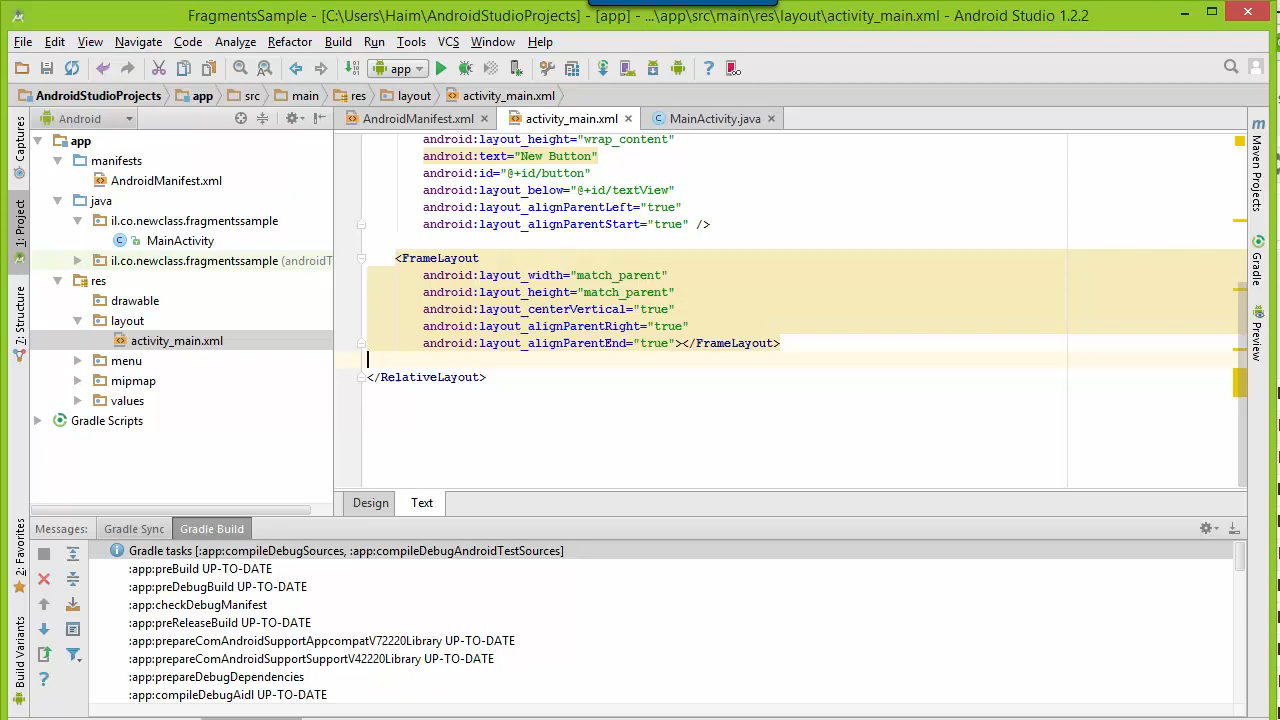 FragmentsSample - [C:\Users\Haim\AndroidStudioProjects] - [app] - ...\app\src\main\res\layout\activity_main.xml - Android Studio 1.2.2
File Edit View Navigate Code Analyze Refactor Build Run Tools VCS Window Help
app
AndroidStudioProjects app src main res layout activity_main.xml
Android
AndroidManifest.xml activity_main.xml MainActivity.java
Captures
1: Project
7: Structure
2: Favorites
Build Variants
app
manifests
AndroidManifest.xml
java
il.co.newclass.fragmentssample
MainActivity
il.co.newclass.fragmentssample (androidT
res
drawable
layout
activity_main.xml
menu
mipmap
values
Gradle Scripts
android:layout_height="wrap_content"
android:text="New Button"
android:id="@+id/button"
android:layout_below="@+id/textView"
android:layout_alignParentLeft="true"
android:layout_alignParentStart="true" />
<FrameLayout
android:layout_width="match_parent"
android:layout_height="match_parent"
android:layout_centerVertical="true"
android:layout_alignParentRight="true"
android:layout_alignParentEnd="true"></FrameLayout>
</RelativeLayout>
Design Text
Maven Projects
Gradle
Preview
Messages: Gradle Sync Gradle Build
Gradle tasks [:app:compileDebugSources, :app:compileDebugAndroidTestSources]
:app:preBuild UP-TO-DATE
:app:preDebugBuild UP-TO-DATE
:app:checkDebugManifest
:app:preReleaseBuild UP-TO-DATE
:app:prepareComAndroidSupportAppcompatV72220Library UP-TO-DATE
:app:prepareComAndroidSupportSupportV42220Library UP-TO-DATE
:app:prepareDebugDependencies
:app:compileDebugAidl UP-TO-DATE